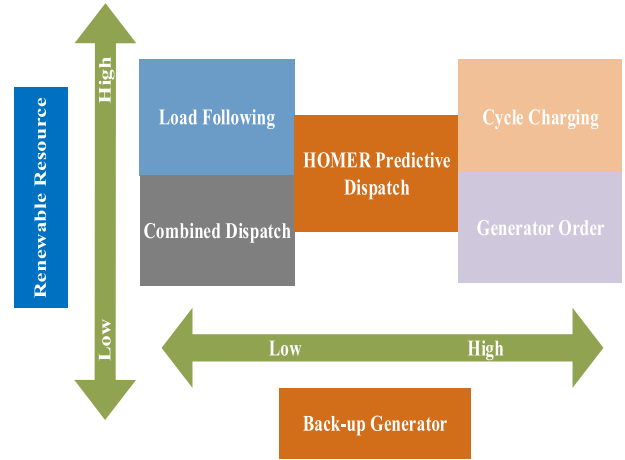 Renewable Resource
High
Low
Load Following
Cycle Charging
HOMER Predictive
Dispatch
Combined Dispatch
Generator Order
Low
High
Back-up Generator